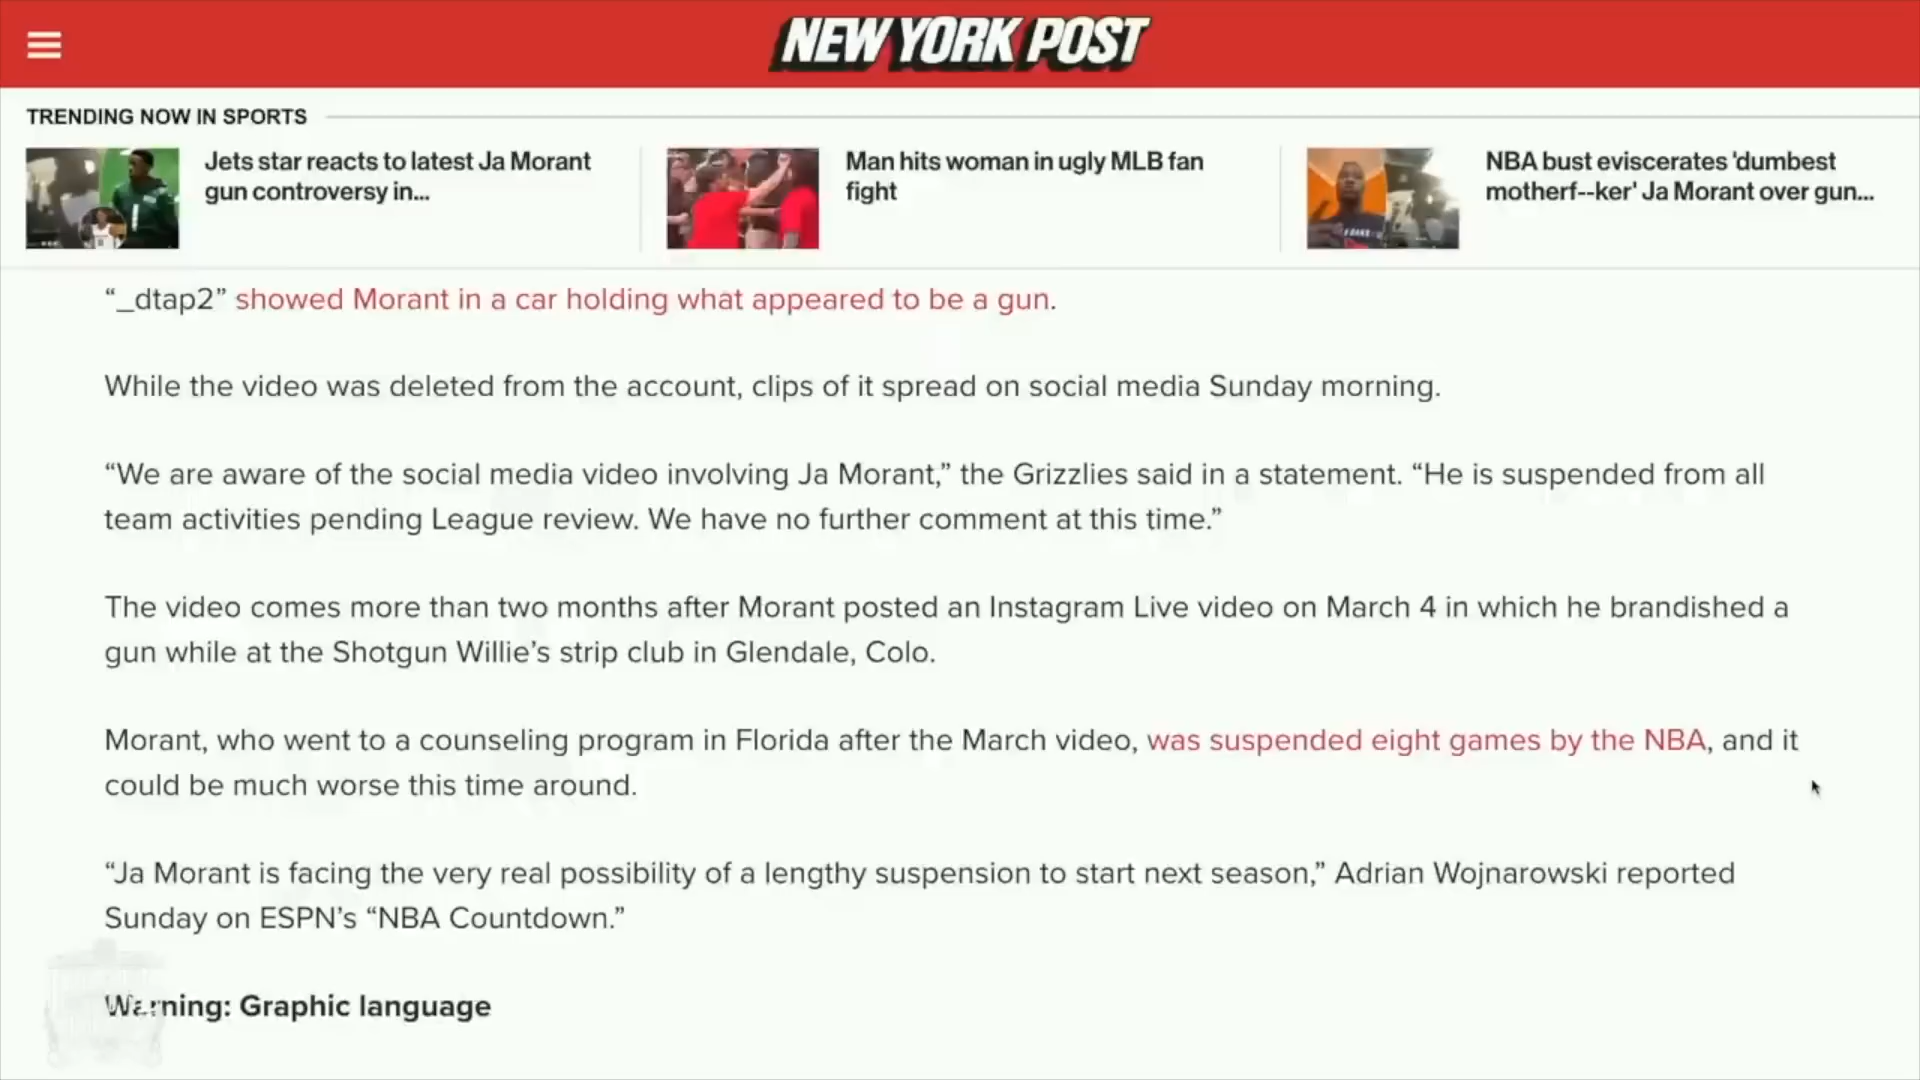 NEW YORK POST
TRENDING NOW IN SPORTS
Jets star reacts to latest Ja Morant
gun controversy in...
Man hits woman in ugly MLB fan
fight
NBA bust eviscerates 'dumbest
motherf--ker' Ja Morant over gun...
“_dtap2” showed Morant in a car holding what appeared to be a gun.
While the video was deleted from the account, clips of it spread on social media Sunday morning.
“We are aware of the social media video involving Ja Morant,” the Grizzlies said in a statement. “He is suspended from all
team activities pending League review. We have no further comment at this time.”
The video comes more than two months after Morant posted an Instagram Live video on March 4 in which he brandished a
gun while at the Shotgun Willie’s strip club in Glendale, Colo.
Morant, who went to a counseling program in Florida after the March video, was suspended eight games by the NBA, and it
could be much worse this time around.
“Ja Morant is facing the very real possibility of a lengthy suspension to start next season,” Adrian Wojnarowski reported
Sunday on ESPN’s “NBA Countdown.”
Warning: Graphic language